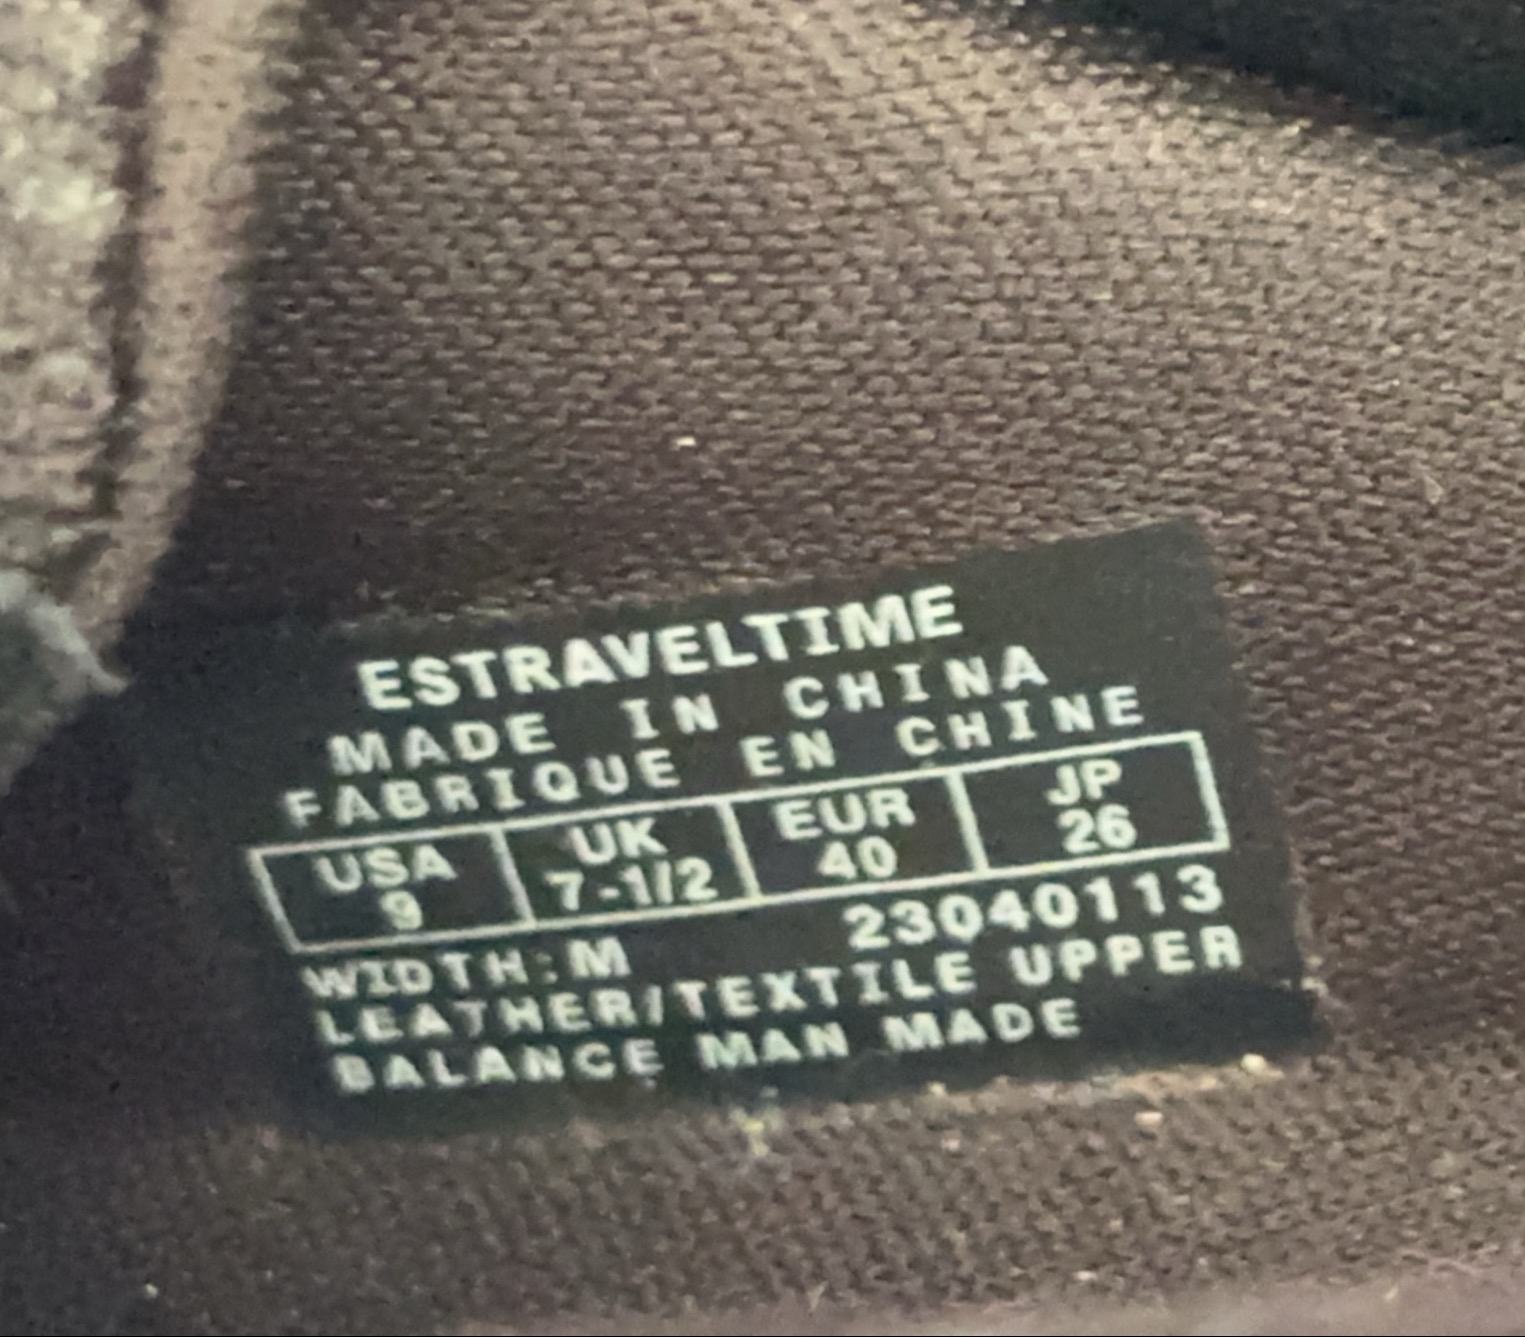 ESTRAVELTIME
MADE IN CHINA
FABRIQUE EN CHINE
USA UK EUR JP
9 7-1/2 40 26
WIDTH:M 23040113
LEATHER/TEXTILE UPPER
BALANCE MAN MADE